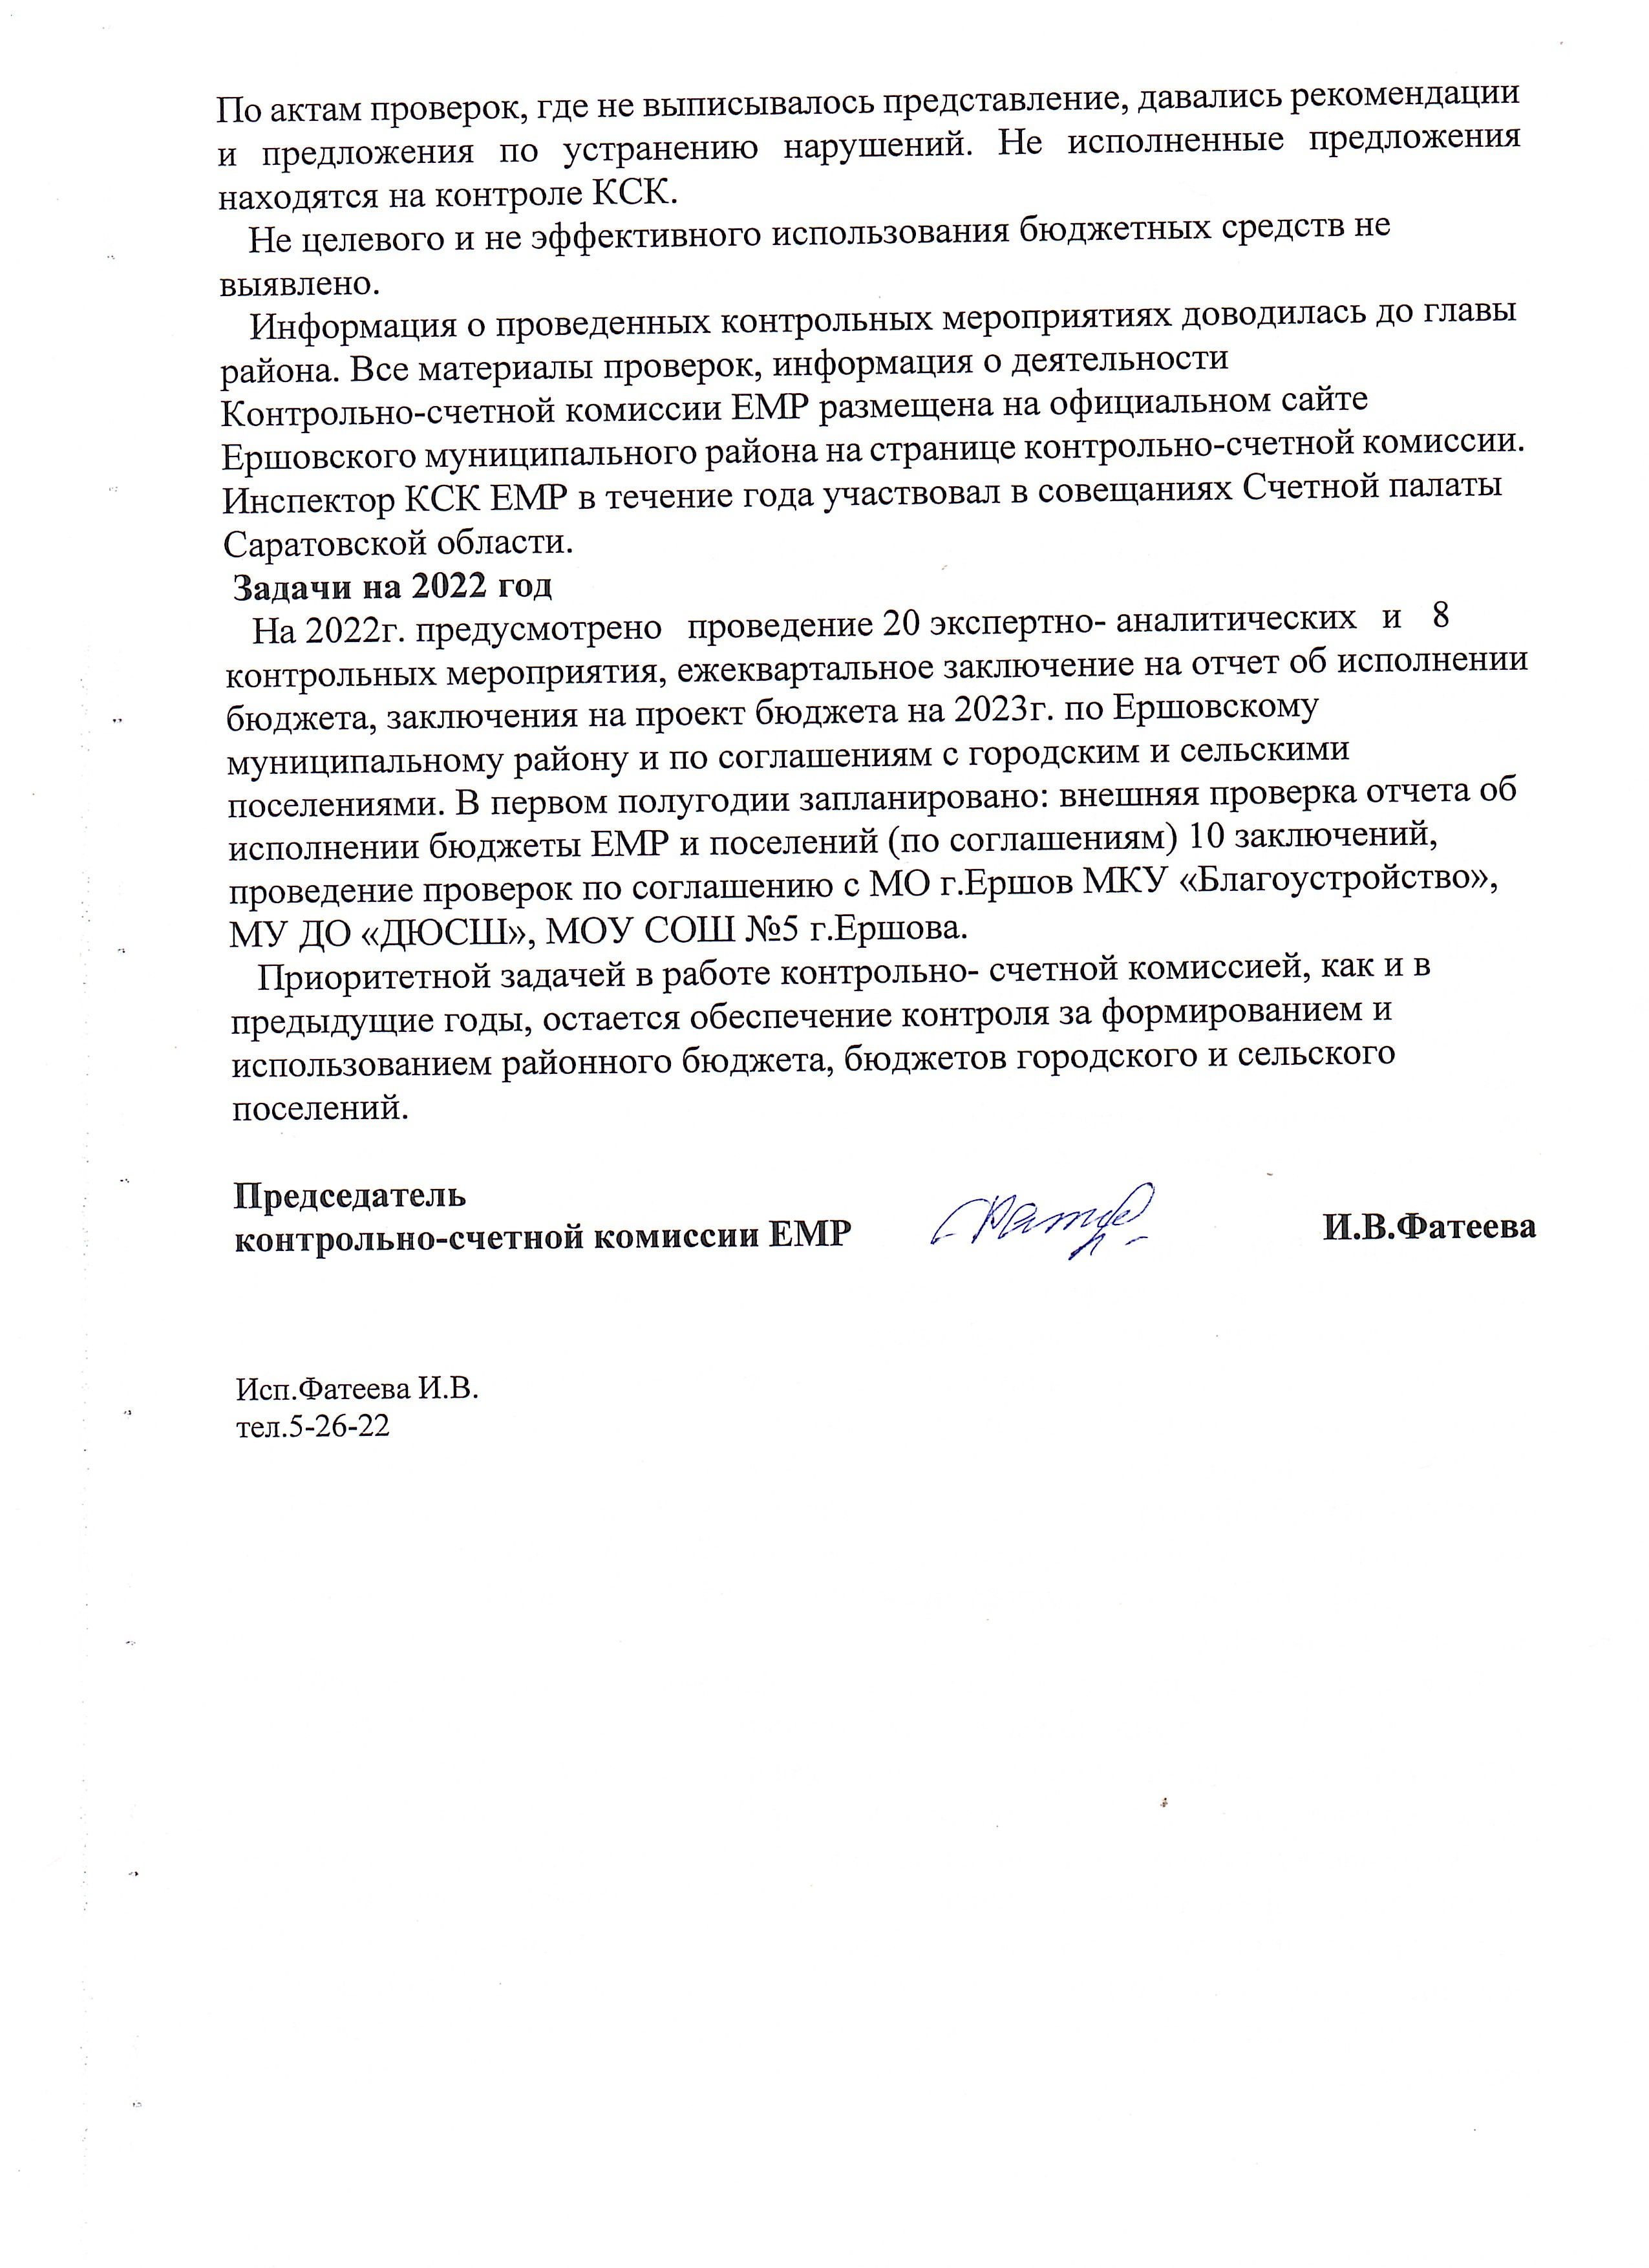 По актам проверок, где не выписывалось представление, давались рекомендации
и предложения по устранению нарушений. Не исполненные предложения
находятся на контроле КСК.
Не целевого и не эффективного использования бюджетных средств не
выявлено.
Информация о проведенных контрольных мероприятиях доводилась до главы
района. Все материалы проверок, информация о деятельности
Контрольно-счетной комиссии ЕМР размещена на официальном сайте
Ершовского муниципального района на странице контрольно-счетной комиссии.
Инспектор КСК ЕМР в течение года участвовал в совещаниях Счетной палаты
Саратовской области.
Задачи на 2022 год
На 2022г. предусмотрено проведение 20 экспертно- аналитических и 8
контрольных мероприятия, ежеквартальное заключение на отчет об исполнении
бюджета, заключения на проект бюджета на 2023г. по Ершовскому
муниципальному району и по соглашениям с городским и сельскими
поселениями. В первом полугодии запланировано: внешняя проверка отчета об
исполнении бюджеты ЕМР и поселений (по соглашениям) 10 заключений,
проведение проверок по соглашению с МО г.Ершов МКУ «Благоустройство»,
МУ ДО «ДЮСШ», МОУ СОШ №5 г.Ершова.
Приоритетной задачей в работе контрольно- счетной комиссией, как и в
предыдущие годы, остается обеспечение контроля за формированием и
использованием районного бюджета, бюджетов городского и сельского
поселений.
Председатель
контрольно-счетной комиссии ЕМР И.В.Фатеева
Исп.Фатеева И.В.
тел.5-26-22